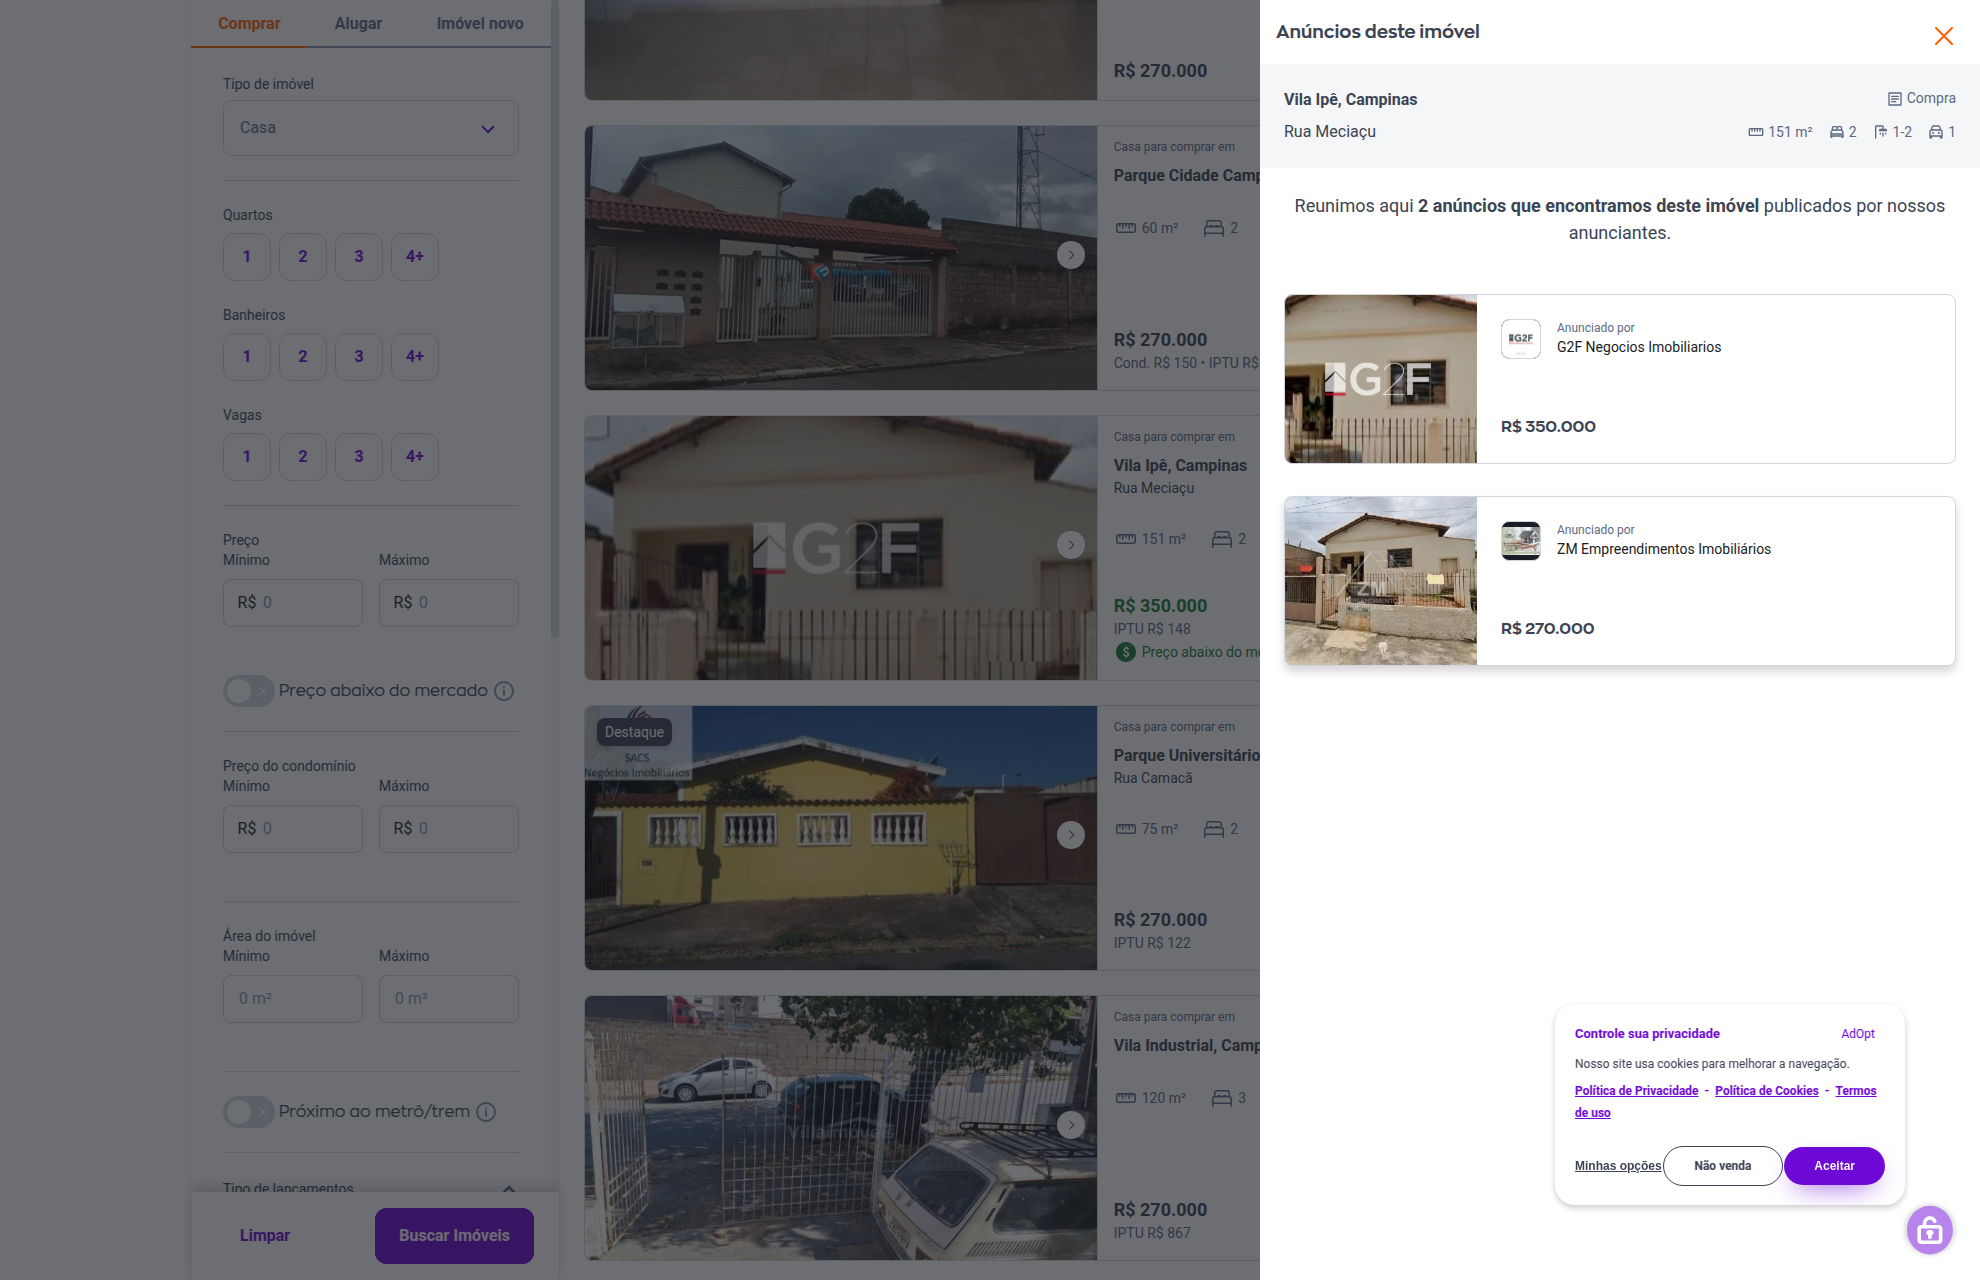 Comprar
Alugar
Imóvel novo
Tipo de imóvel
Casa
Quartos
1
2
3
4+
Banheiros
1
2
3
4+
Vagas
1
2
3
4+
Preço
Mínimo
Máximo
R$ 0
R$ 0
Preço abaixo do mercado
Preço do condomínio
Mínimo
Máximo
R$ 0
R$ 0
Área do imóvel
Mínimo
Máximo
0 m²
0 m²
Próximo ao metrô/trem
Tipo de lançamentos
Limpar
Buscar Imóveis
R$ 270.000
Casa para comprar em
Parque Cidade Camp
60 m²
2
R$ 270.000
Cond. R$ 150 • IPTU R$
G2F
Casa para comprar em
Vila Ipê, Campinas
Rua Meciaçu
151 m²
2
R$ 350.000
IPTU R$ 148
Preço abaixo do me
Destaque
SACS
Negócios Imobiliários
Casa para comprar em
Parque Universitário
Rua Camacã
75 m²
2
R$ 270.000
IPTU R$ 122
Casa para comprar em
Vila Industrial, Camp
120 m²
3
R$ 270.000
IPTU R$ 867
Anúncios deste imóvel
Vila Ipê, Campinas
Compra
Rua Meciaçu
151 m²
2
1-2
1
Reunimos aqui 2 anúncios que encontramos deste imóvel publicados por nossos
anunciantes.
G2F
G2F
Anunciado por
G2F Negocios Imobiliarios
R$ 350.000
ZM
Anunciado por
ZM Empreendimentos Imobiliários
R$ 270.000
Controle sua privacidade
AdOpt
Nosso site usa cookies para melhorar a navegação.
Política de Privacidade - Política de Cookies - Termos
de uso
Minhas opções
Não venda
Aceitar